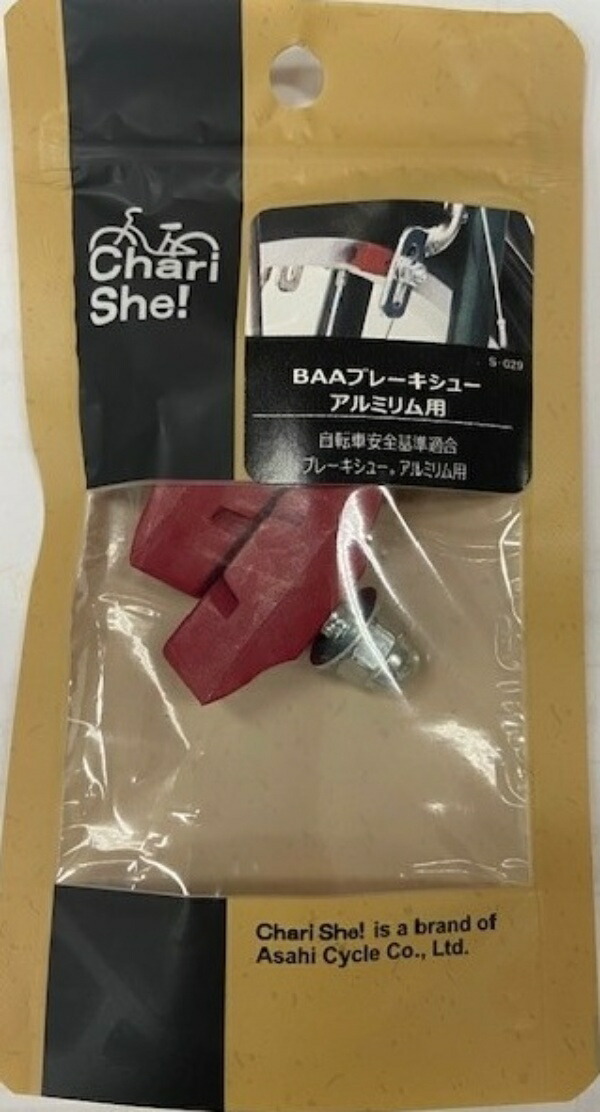 Chari
She!
S-029
BAAブレーキシュー
アルミリム用
自転車安全基準適合
ブレーキシュー。アルミリム用
Chari She! is a brand of
Asahi Cycle Co., Ltd.